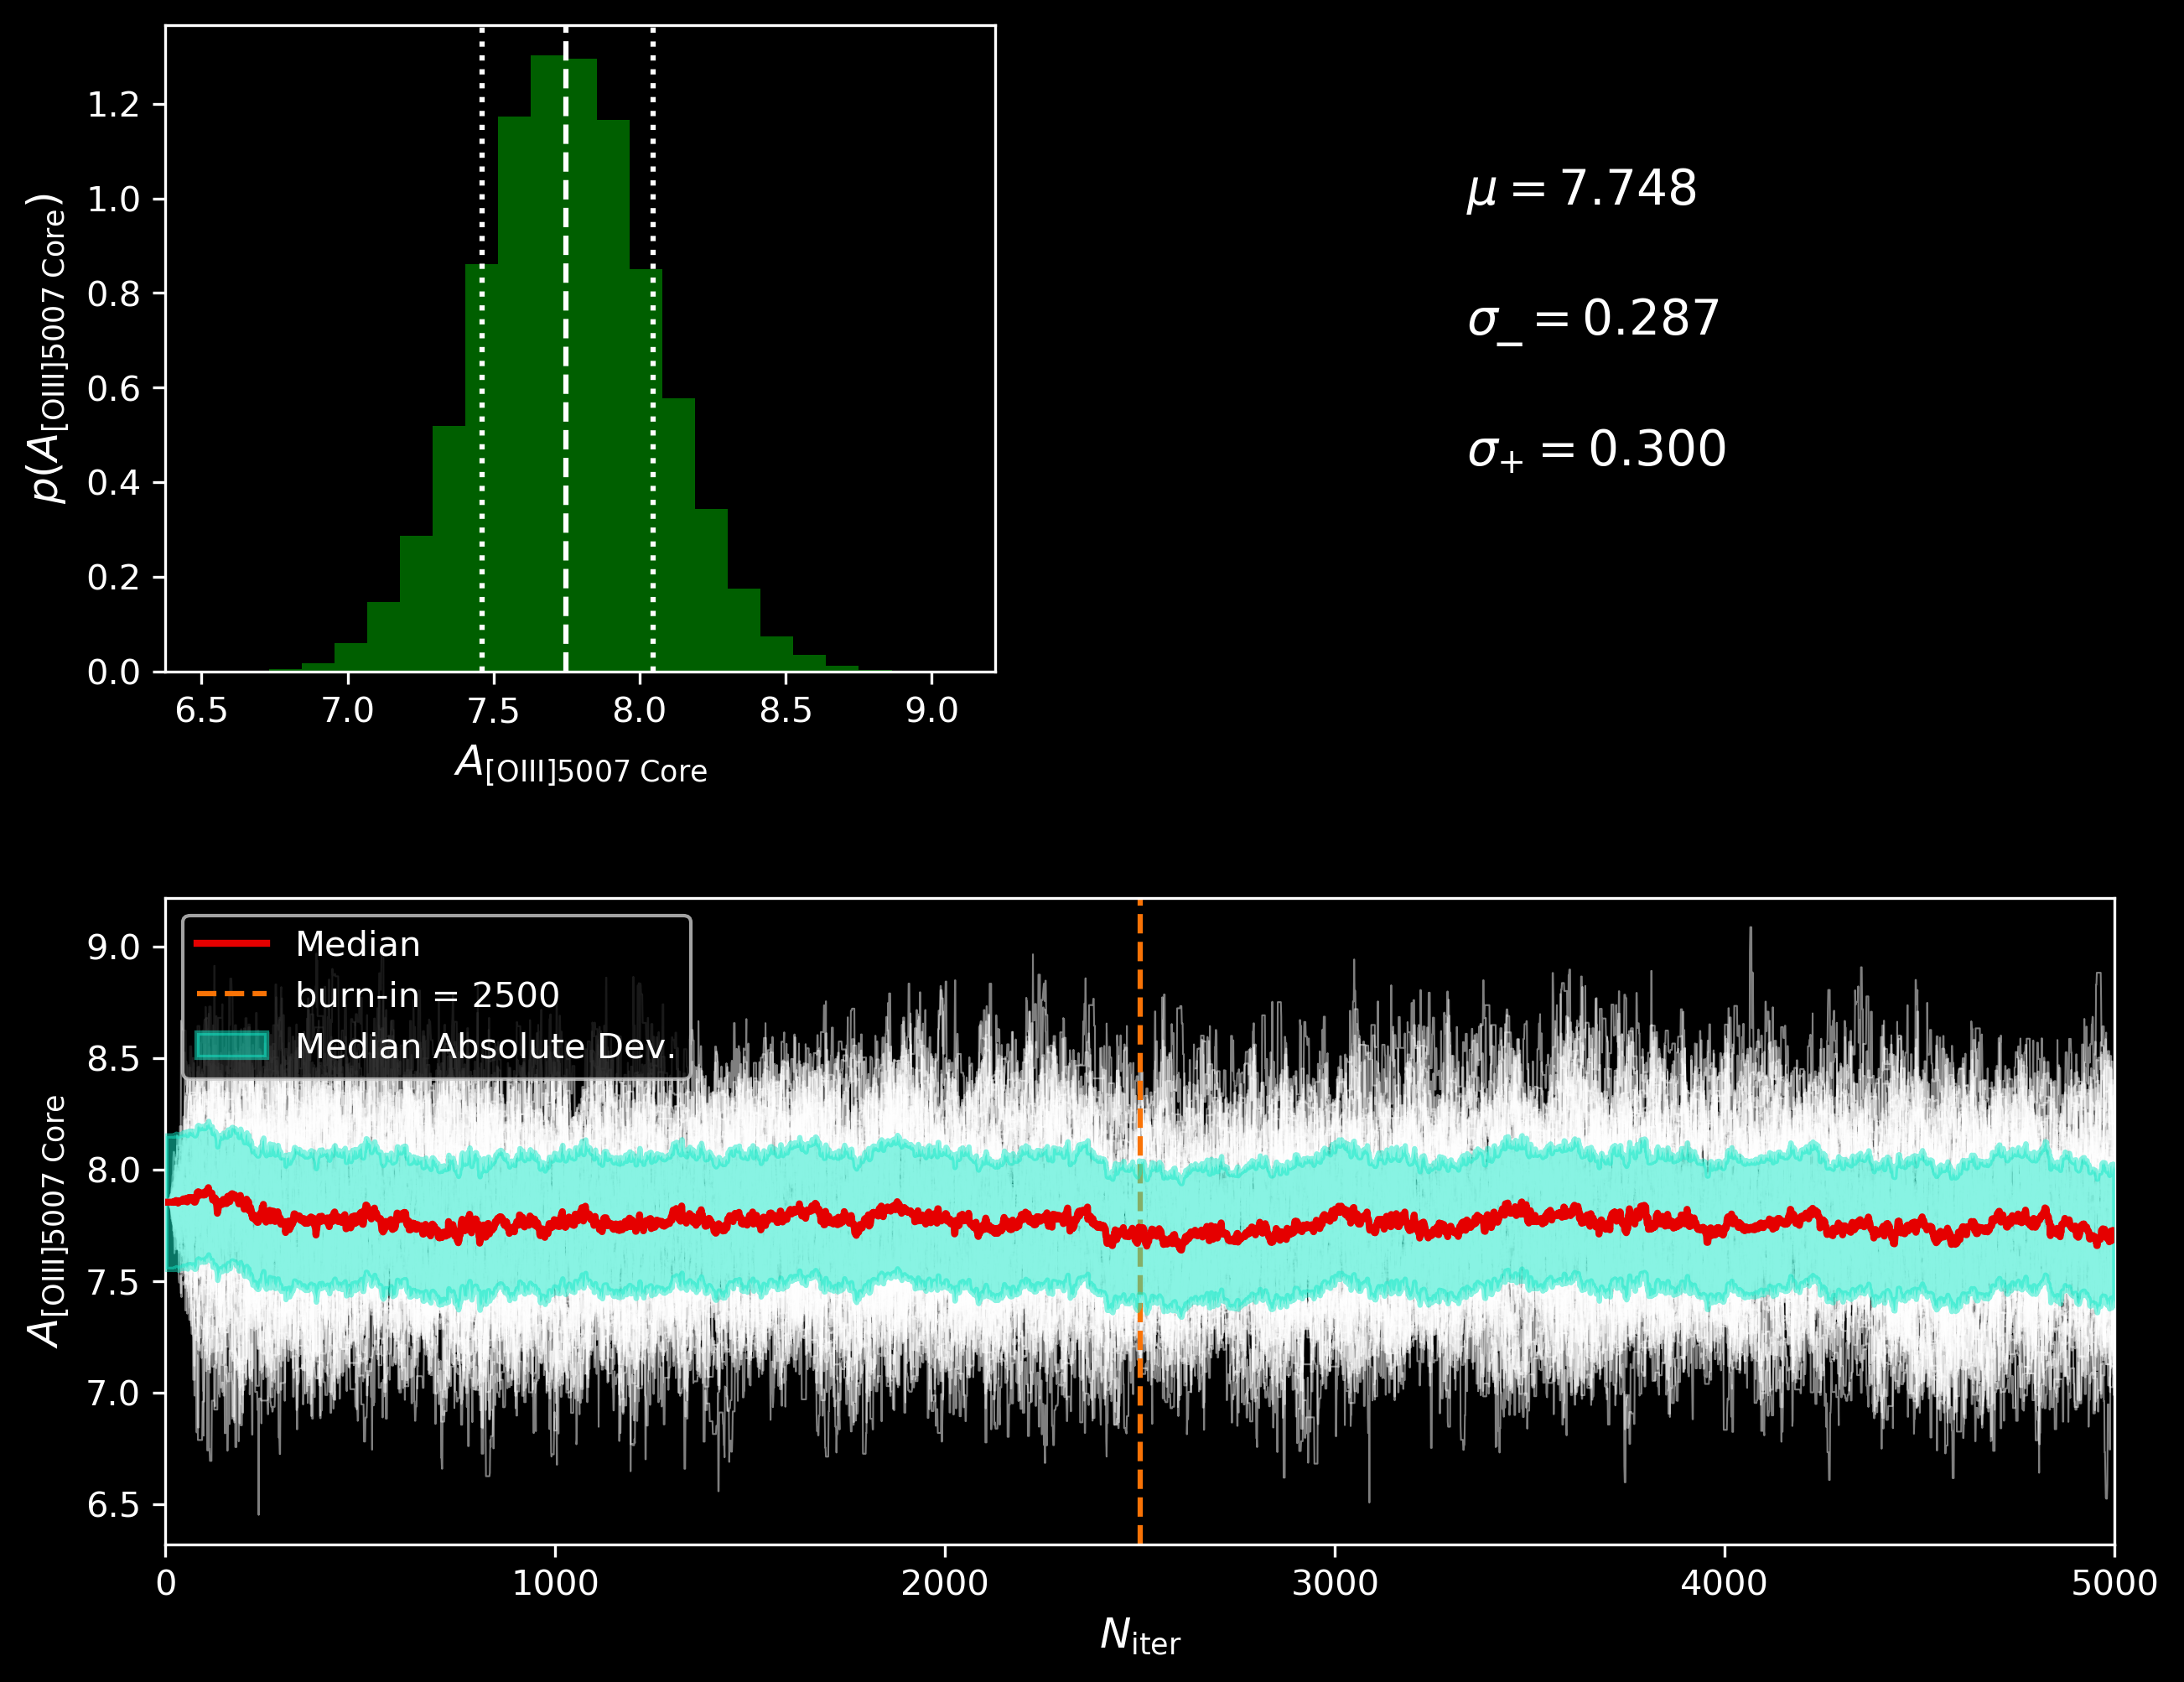 p(A[OIII]5007 Core)
1.2
1.0
0.8
0.6
0.4
0.2
0.0
6.5 7.0 7.5 8.0 8.5 9.0
A[OIII]5007 Core
μ = 7.748
σ_ = 0.287
σ+ = 0.300
A[OIII]5007 Core
9.0
8.5
8.0
7.5
7.0
6.5
Median
burn-in = 2500
Median Absolute Dev.
0 1000 2000 3000 4000 5000
Niter